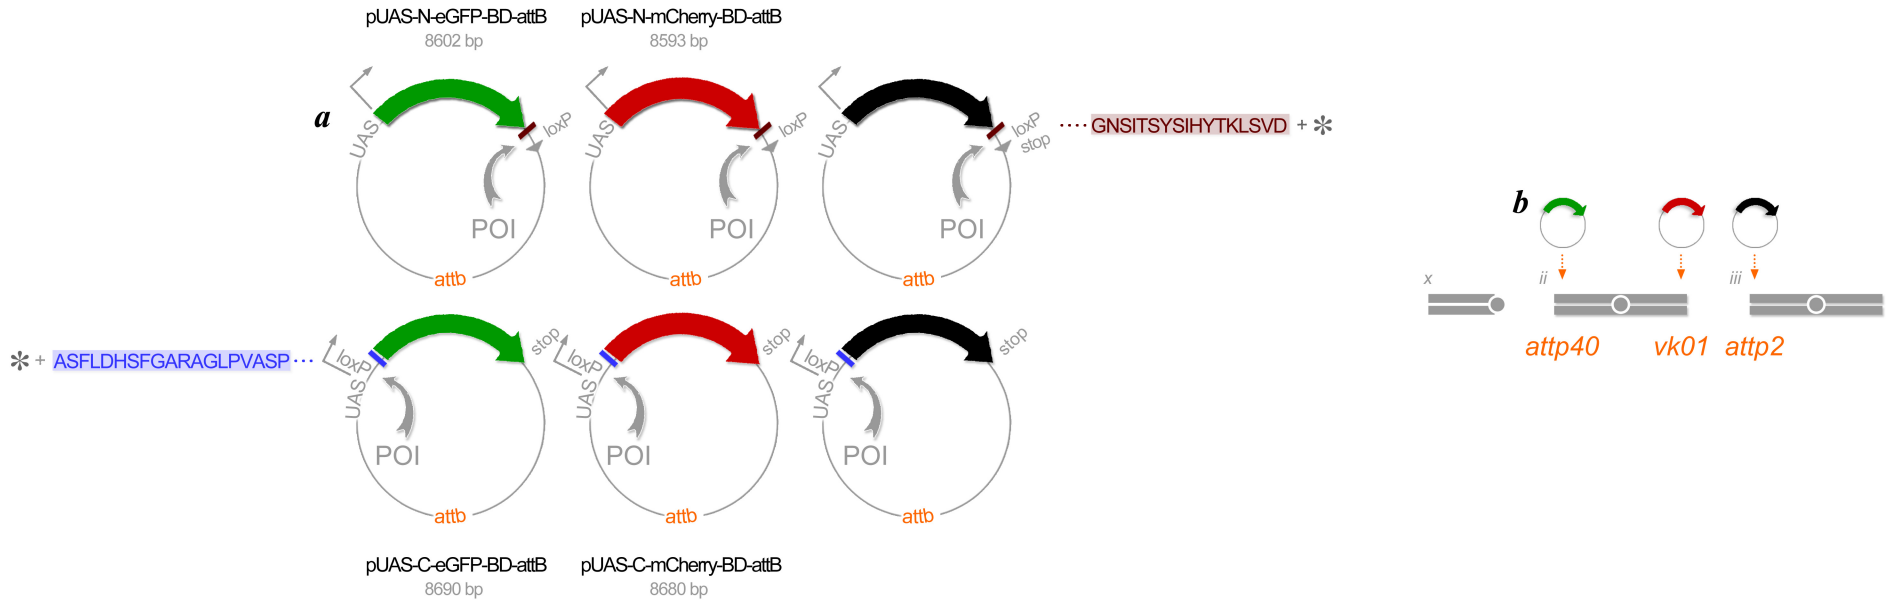 pUAS-N-eGFP-BD-attB
8602 bp
pUAS-N-mCherry-BD-attB
8593 bp
a
UAS
loxP
POI
attb
UAS
loxP
POI
attb
UAS
loxP
stop
POI
attb
····GNSITSYSIHYTKLSVD + *
* + ASFLDHSFGARAGLPVASP ···
loxP
UAS
stop
POI
attb
loxP
UAS
stop
POI
attb
loxP
UAS
stop
POI
attb
pUAS-C-eGFP-BD-attB
8690 bp
pUAS-C-mCherry-BD-attB
8680 bp
b
x
ii
iii
attp40
vk01
attp2